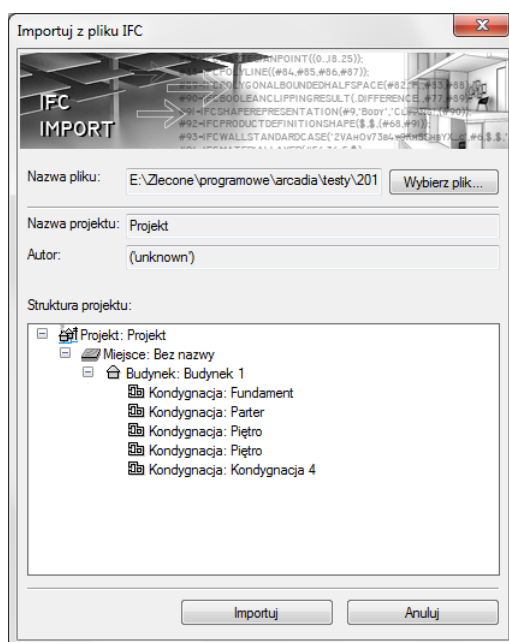 Importuj z pliku IFC
IFC
IMPORT
Nazwa pliku:
E:\Zlecone\programowe\arcadia\testy\201
Wybierz plik...
Nazwa projektu:
Projekt
Autor:
('unknown')
Struktura projektu:
Projekt: Projekt
Miejsce: Bez nazwy
Budynek: Budynek 1
Kondygnacja: Fundament
Kondygnacja: Parter
Kondygnacja: Piętro
Kondygnacja: Piętro
Kondygnacja: Kondygnacja 4
Importuj
Anuluj